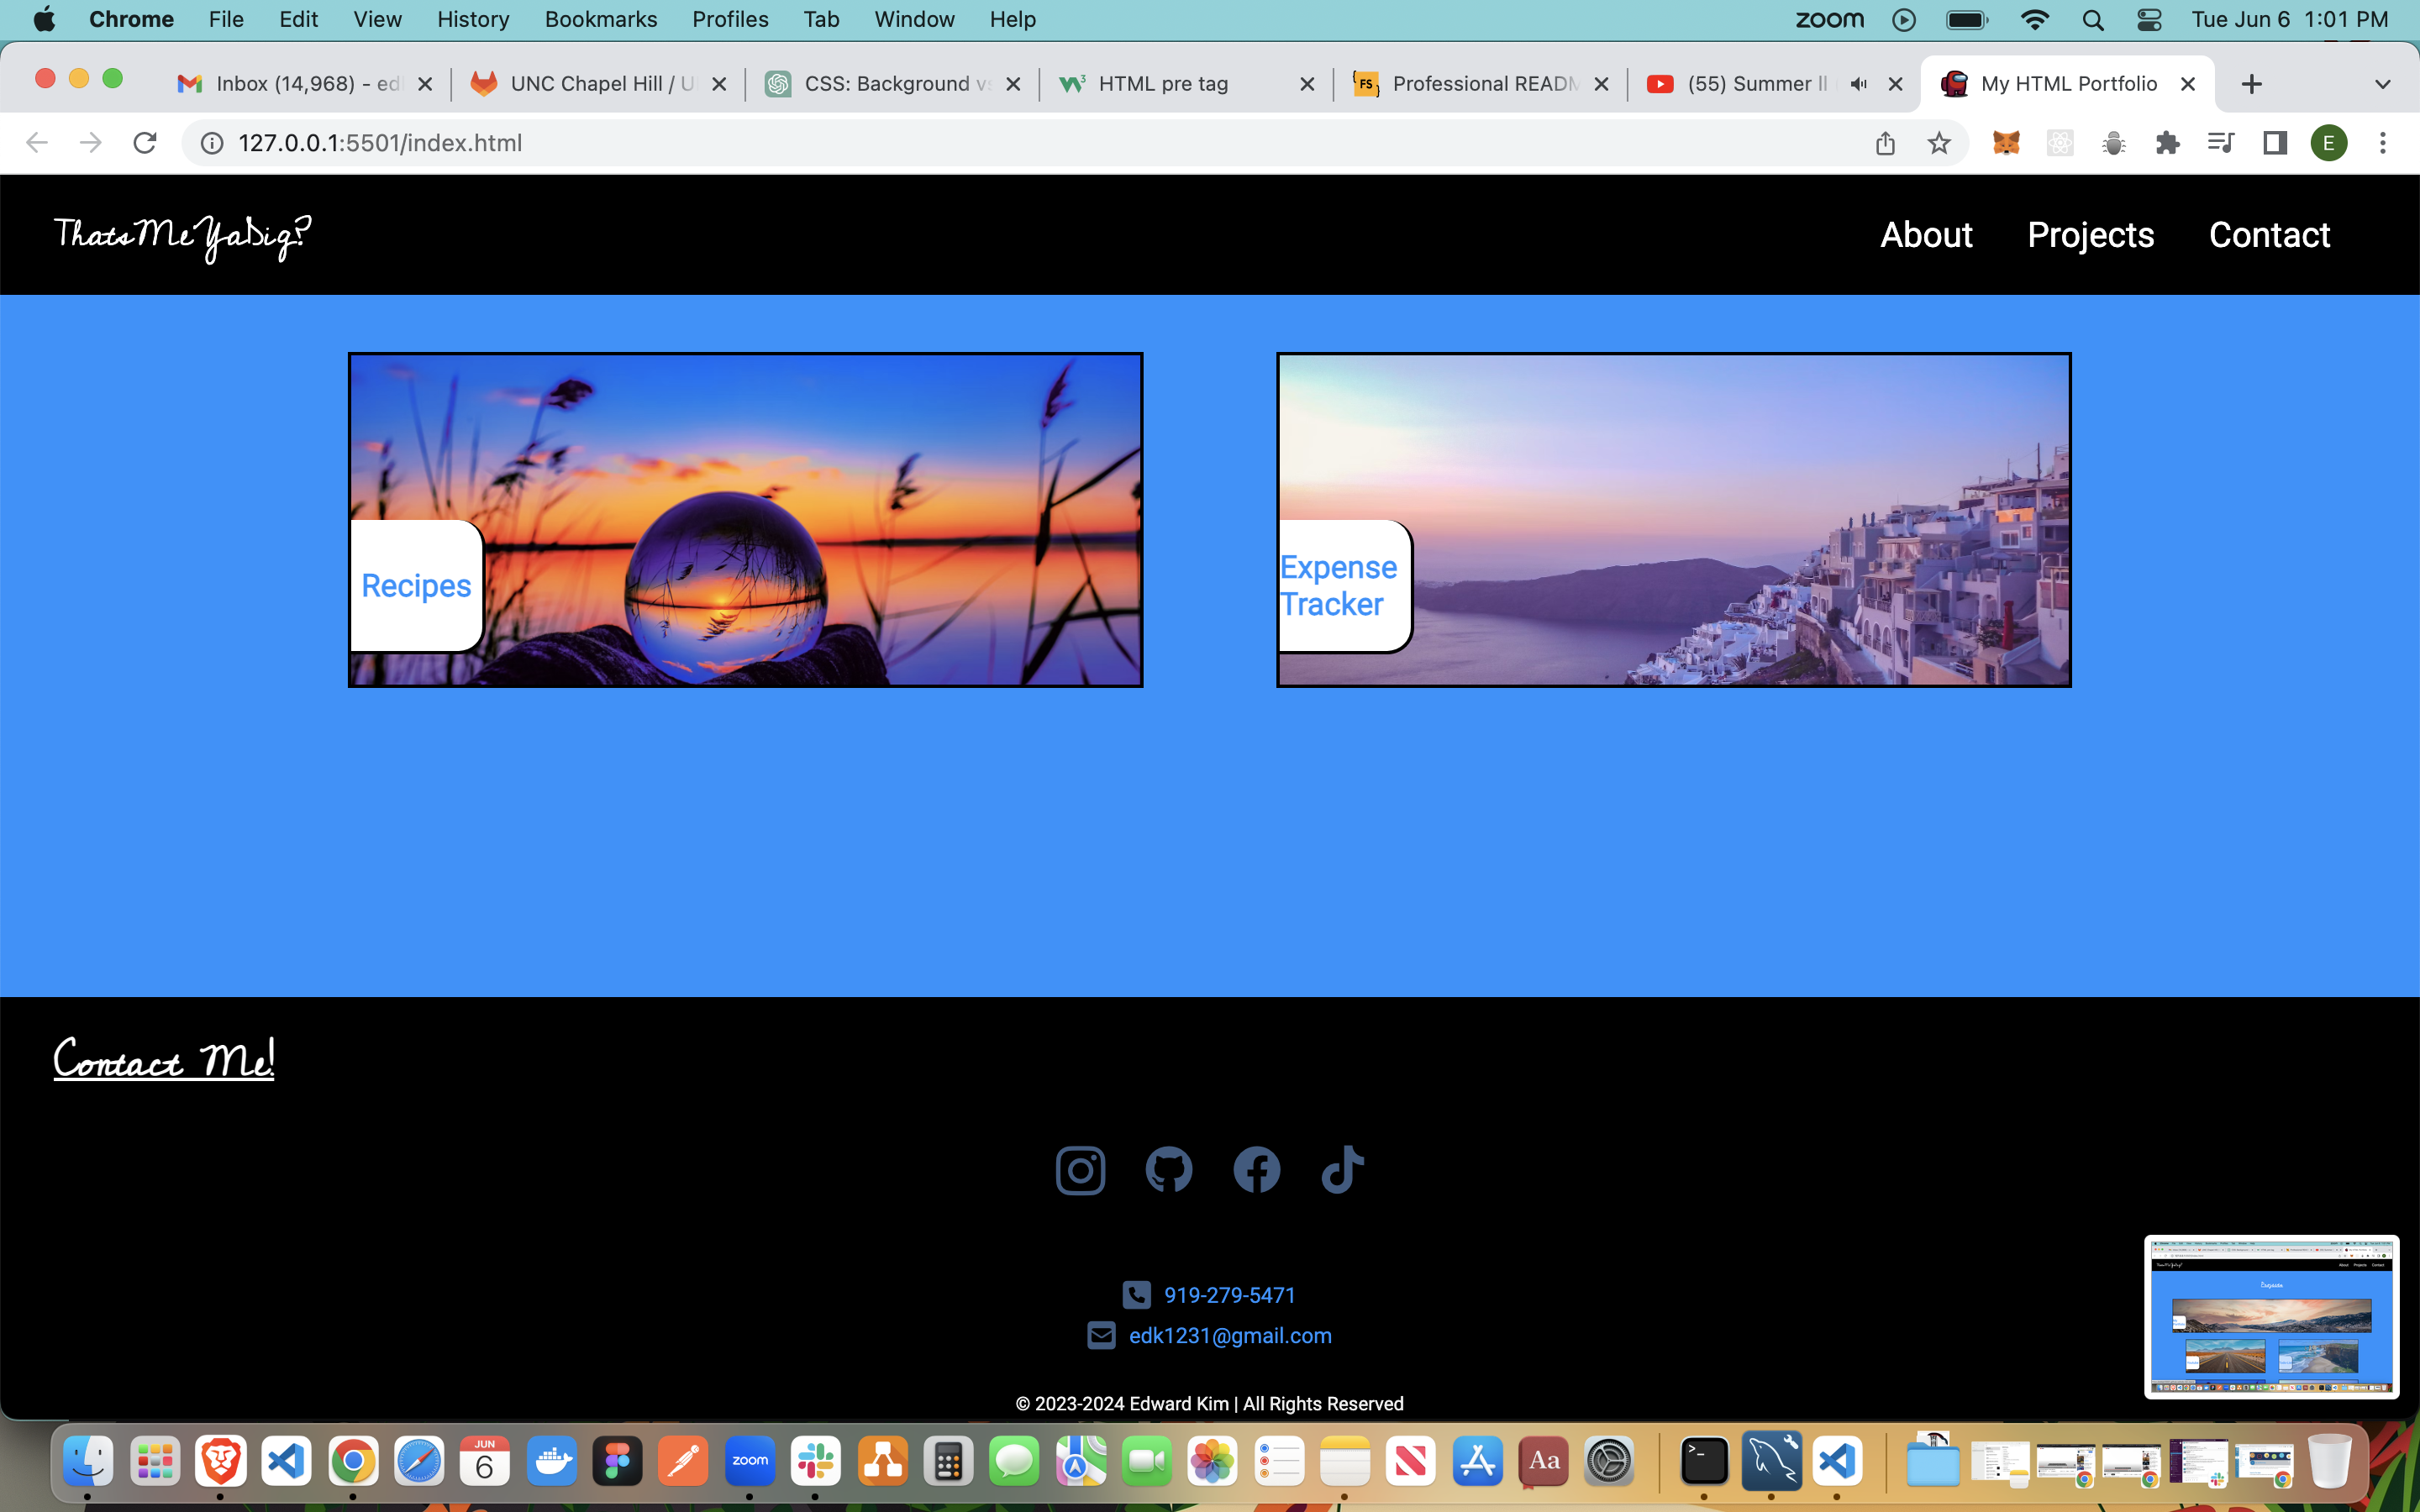 Chrome File Edit View History Bookmarks Profiles Tab Window Help zoom Tue Jun 6 1:01 PM
Inbox (14,968) - ed UNC Chapel Hill / U CSS: Background vs HTML pre tag Professional READM (55) Summer II My HTML Portfolio
127.0.0.1:5501/index.html E
ThatsMeYaDig? About Projects Contact
Recipes
Expense
Tracker
Contact Me!
919-279-5471
edk1231@gmail.com
© 2023-2024 Edward Kim | All Rights Reserved
JUN
6
zoom
Aa